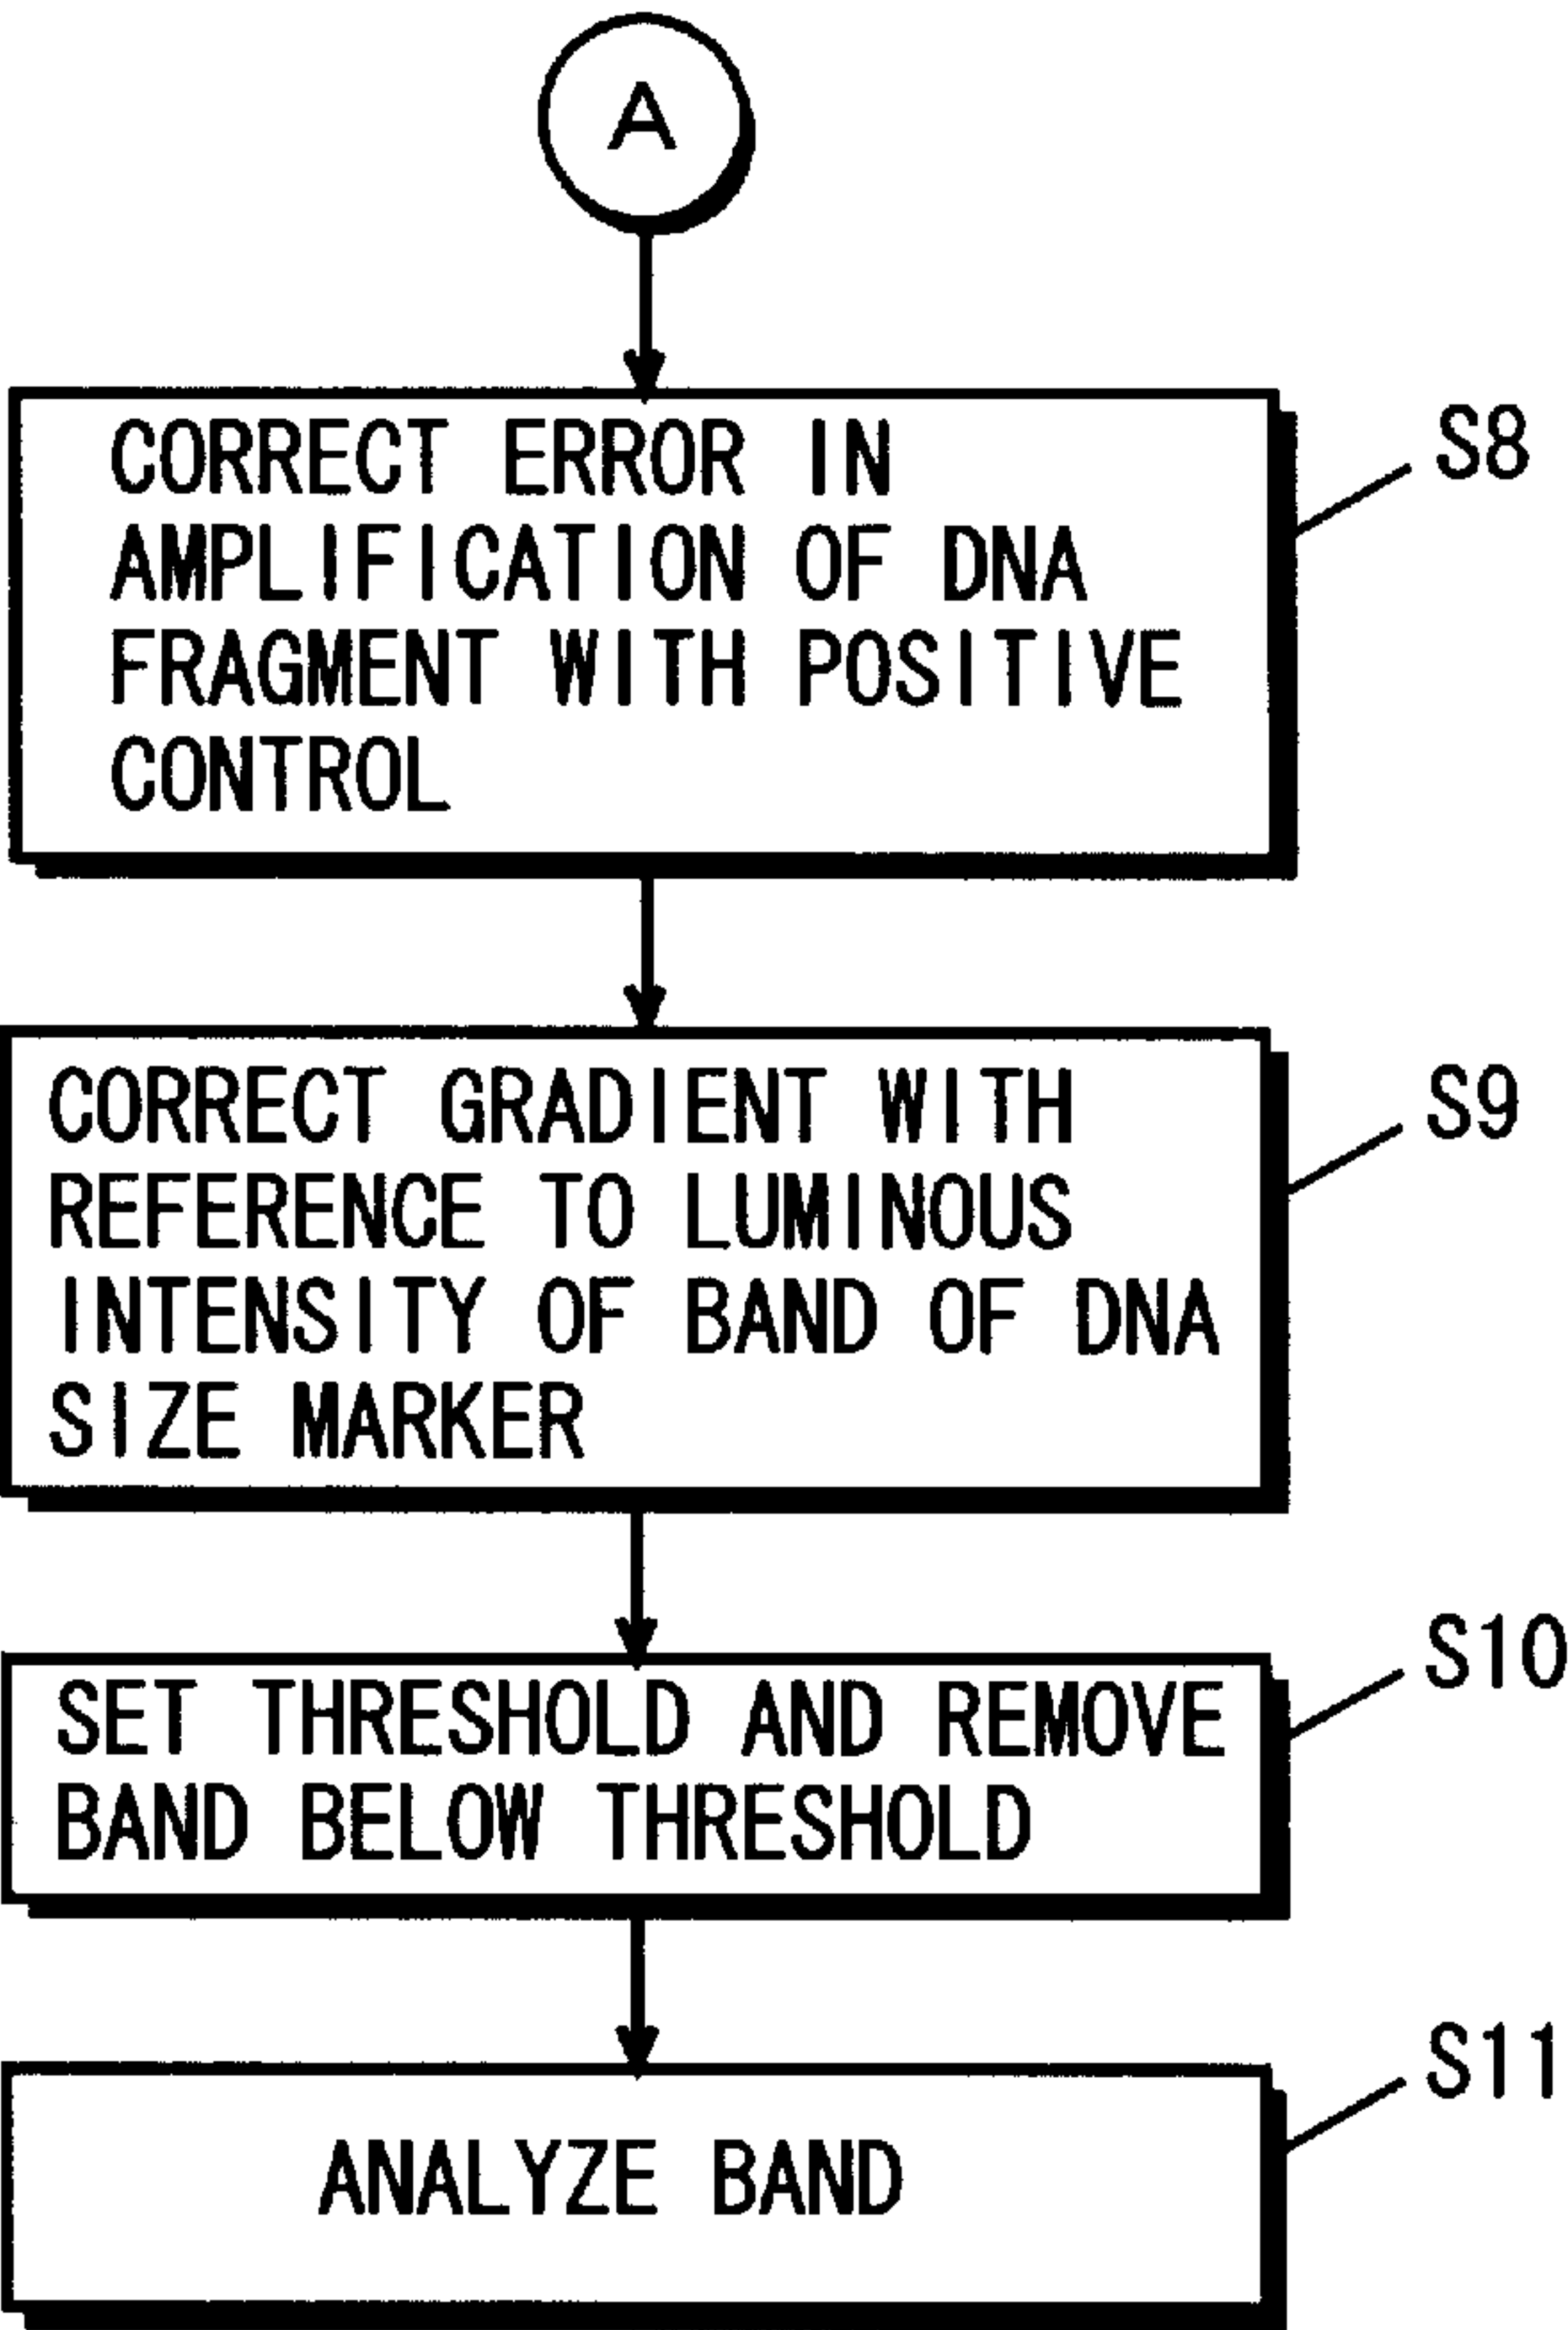 A
CORRECT ERROR IN
AMPLIFICATION OF DNA
FRAGMENT WITH POSITIVE
CONTROL
S8
CORRECT GRADIENT WITH
REFERENCE TO LUMINOUS
INTENSITY OF BAND OF DNA
SIZE MARKER
S9
SET THRESHOLD AND REMOVE
BAND BELOW THRESHOLD
S10
ANALYZE BAND
S11